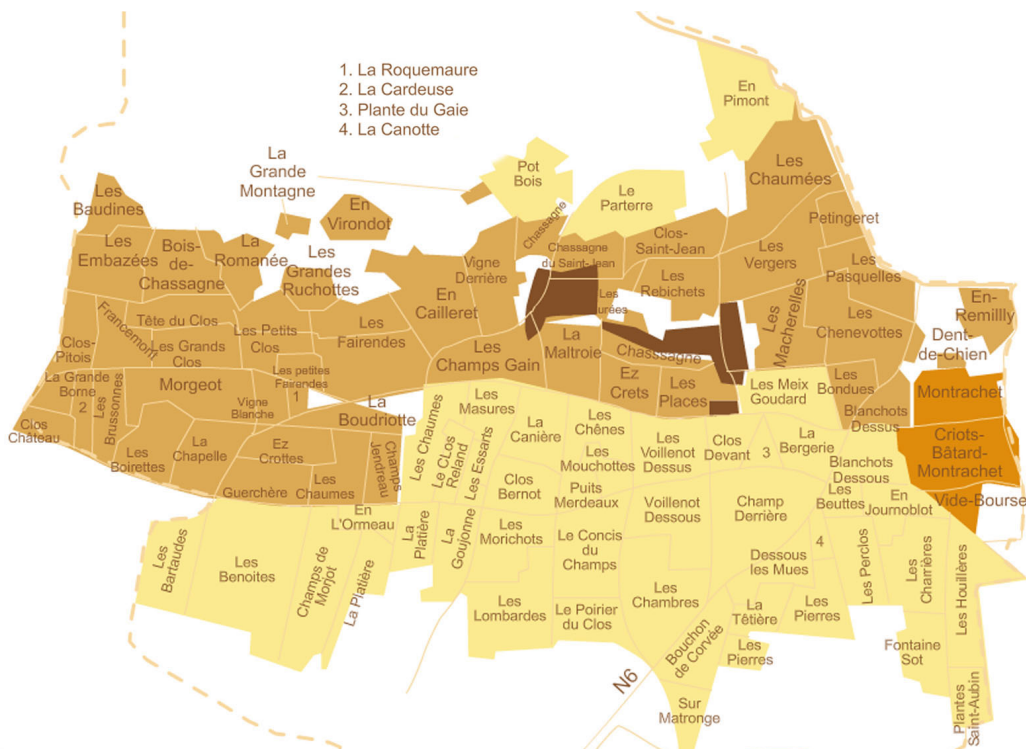 1. La Roquemaure
2. La Cardeuse
3. Plante du Gaie
4. La Canotte
En
Pimont
La
Grande
Montagne
Pot
Bois
Les
Chaumées
Les
Baudines
En
Virondot
Le
Parterre
Petingeret
Chassagne
Clos-
Saint-Jean
Les
Embazées
Bois-
de-
Chassagne
La
Romanée
Les
Grandes
Ruchottes
Vigne
Derrière
Chassagne
du Saint-Jean
Les
Vergers
Les
Pasquelles
En
Cailleret
Les
Rebichets
Les
urées
En-
Remillly
Francemont
Tête du Clos
Les Petits
Clos
Les
Fairendes
Les
Macherelles
Les
Chenevottes
Dent-
de-Chien
Clos-
Pitois
Les Grands
Clos
Les
Champs Gain
La
Maltroie
Chasssagne
La Grande
Borne
2
Les
Brussonnes
Morgeot
Les petites
Fairandes
1
Ez
Crets
Les
Places
Les Meix
Goudard
Les
Bondues
Montrachet
Vigne
Blanche
La
Boudriotte
Les Chaumes
Les
Masures
Blanchots
Dessus
Clos
Château
Les
Boirettes
La
Chapelle
Ez
Crottes
Champs
Jendreau
Le CLos
Reland
Les Essarts
La
Canière
Les
Chênes
Les
Voillenot
Dessus
Clos
Devant
3
La
Bergerie
Criots-
Bâtard-
Montrachet
Guerchère
Les
Chaumes
Clos
Bernot
Les
Mouchottes
Puits
Merdeaux
Blanchots
Dessous
Les
Beuttes
En
Journoblot
Vide-Bourse
En
L'Ormeau
La
Platière
La
Goujonne
Les
Morichots
Voillenot
Dessous
Champ
Derrière
Les
Bartaudes
Les
Benoites
Champs de
Morjot
La Platière
Le Concis
du
Champs
Dessous
les Mues
4
Les Perclos
Les
Charrières
Les Houillères
Les
Lombardes
Le Poirier
du Clos
Les
Chambres
La
Têtière
Les
Pierres
Bouchon
de Corvée
Les
Pierres
Fontaine
Sot
N6
Sur
Matronge
Plantes
Saint-Aubin